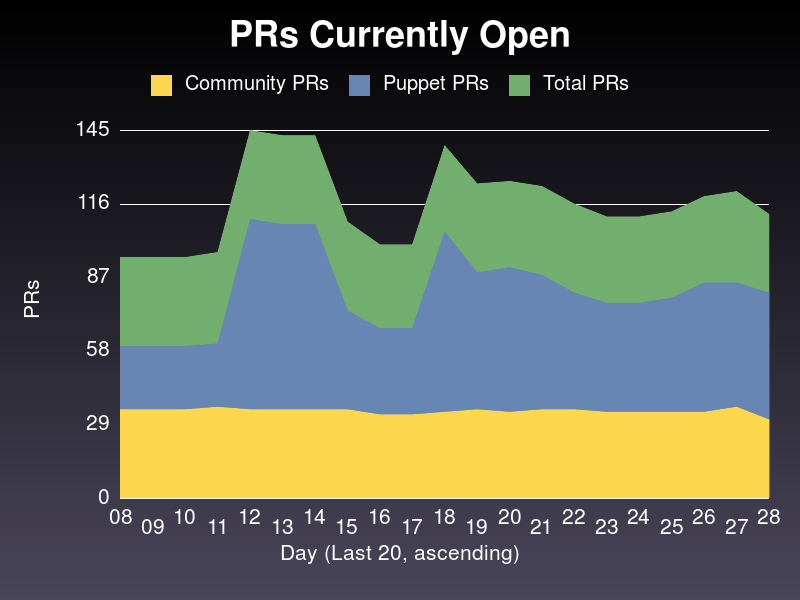 PRs Currently Open
Community PRs Puppet PRs Total PRs
145
116
87
58
29
0
PRs
08 09 10 11 12 13 14 15 16 17 18 19 20 21 22 23 24 25 26 27 28
Day (Last 20, ascending)